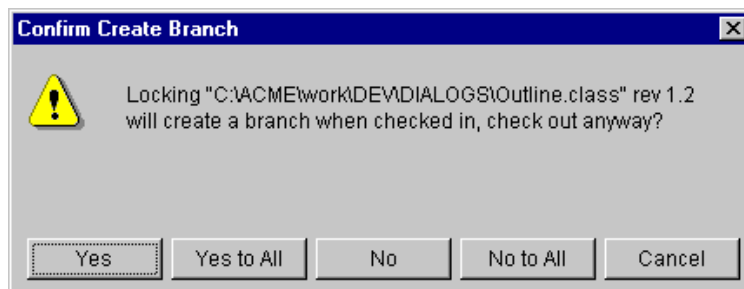 Confirm Create Branch
Locking "C:\ACME\work\DEV\DIALOGS\Outline.class" rev 1.2
will create a branch when checked in, check out anyway?
Yes
Yes to All
No
No to All
Cancel